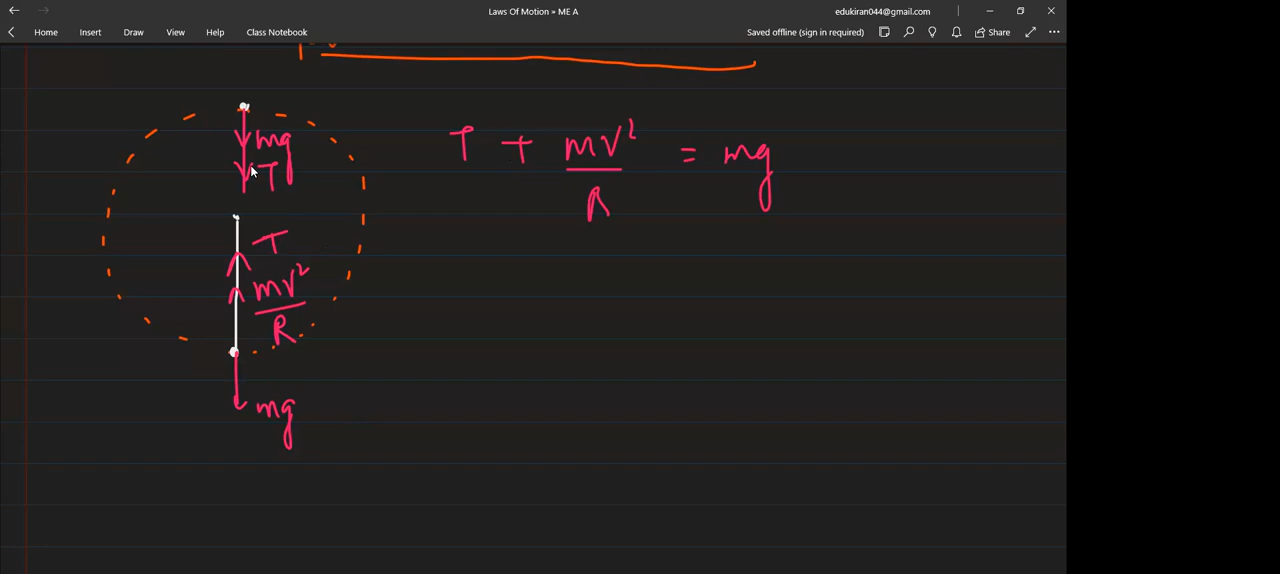 Laws Of Motion » ME A
edukiran044@gmail.com
Home Insert Draw View Help Class Notebook
Saved offline (sign in required)
Share
mg
T
T + mv²/R = mg
T
mv²/R
mg